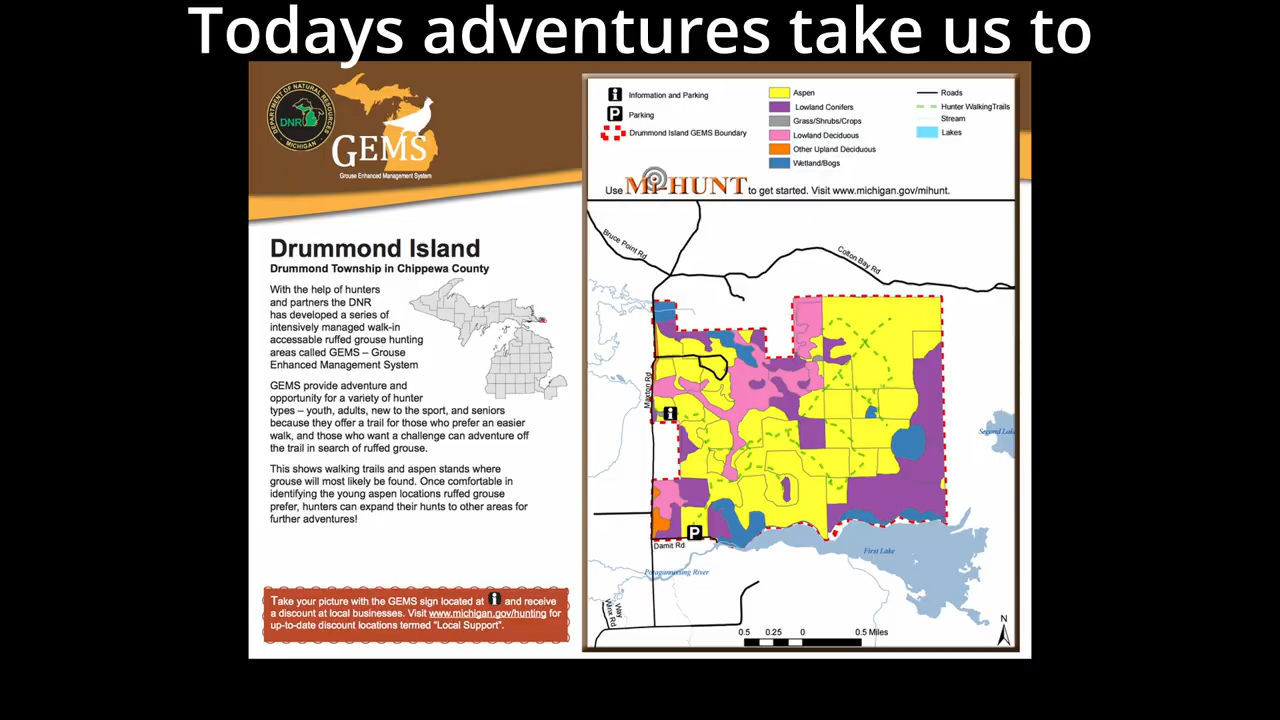 Todays adventures take us to
DEPARTMENT OF NATURAL RESOURCES
DNR
MICHIGAN
GEMS
Grouse Enhanced Management System
Drummond Island
Drummond Township in Chippewa County
With the help of hunters
and partners the DNR
has developed a series of
intensively managed walk-in
accessable ruffed grouse hunting
areas called GEMS – Grouse
Enhanced Management System
GEMS provide adventure and
opportunity for a variety of hunter
types – youth, adults, new to the sport, and seniors
because they offer a trail for those who prefer an easier
walk, and those who want a challenge can adventure off
the trail in search of ruffed grouse.
This shows walking trails and aspen stands where
grouse will most likely be found. Once comfortable in
identifying the young aspen locations ruffed grouse
prefer, hunters can expand their hunts to other areas for
further adventures!
Take your picture with the GEMS sign located at i and receive
a discount at local businesses. Visit www.michigan.gov/hunting for
up-to-date discount locations termed "Local Support".
i Information and Parking
P Parking
Drummond Island GEMS Boundary
Aspen
Lowland Conifers
Grass/Shrubs/Crops
Lowland Deciduous
Other Upland Deciduous
Wetland/Bogs
Roads
Hunter WalkingTrails
Stream
Lakes
Use Mi-HUNT to get started. Visit www.michigan.gov/mihunt.
Bruce Point Rd
Colton Bay Rd
Maxton Rd
i
Second Lake
P
Damit Rd
First Lake
Potagannissing River
Way
Wax Rd
0.5 0.25 0 0.5 Miles
N